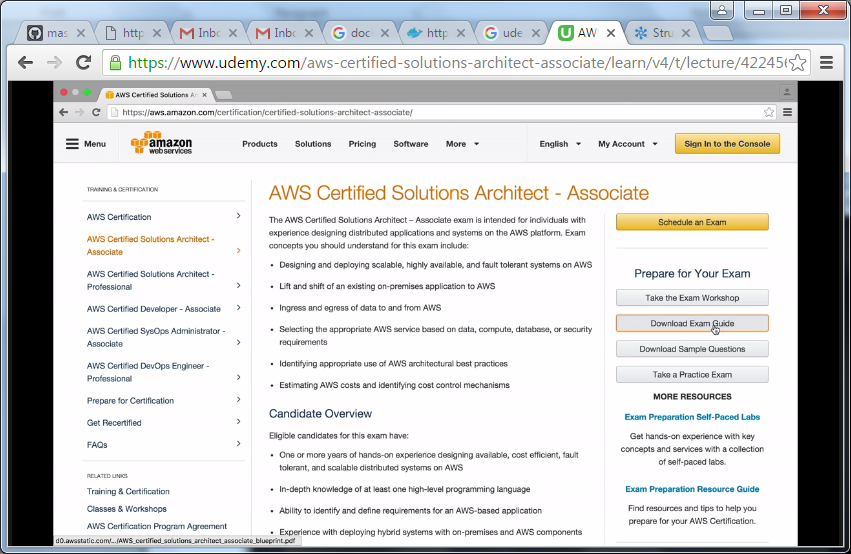 mas
http
Inbo
Inbo
doc
http
ude
AW
Stru
https://www.udemy.com/aws-certified-solutions-architect-associate/learn/v4/t/lecture/42245
AWS Certified Solutions Ar
https://aws.amazon.com/certification/certified-solutions-architect-associate/
Menu
amazon
web services
Products
Solutions
Pricing
Software
More
English
My Account
Sign In to the Console
TRAINING & CERTIFICATION
AWS Certification
AWS Certified Solutions Architect -
Associate
AWS Certified Solutions Architect -
Professional
AWS Certified Developer - Associate
AWS Certified SysOps Administrator -
Associate
AWS Certified DevOps Engineer -
Professional
Prepare for Certification
Get Recertified
FAQs
RELATED LINKS
Training & Certification
Classes & Workshops
AWS Certification Program Agreement
AWS Certified Solutions Architect - Associate
The AWS Certified Solutions Architect – Associate exam is intended for individuals with
experience designing distributed applications and systems on the AWS platform. Exam
concepts you should understand for this exam include:
• Designing and deploying scalable, highly available, and fault tolerant systems on AWS
• Lift and shift of an existing on-premises application to AWS
• Ingress and egress of data to and from AWS
• Selecting the appropriate AWS service based on data, compute, database, or security
requirements
• Identifying appropriate use of AWS architectural best practices
• Estimating AWS costs and identifying cost control mechanisms
Candidate Overview
Eligible candidates for this exam have:
• One or more years of hands-on experience designing available, cost efficient, fault
tolerant, and scalable distributed systems on AWS
• In-depth knowledge of at least one high-level programming language
• Ability to identify and define requirements for an AWS-based application
• Experience with deploying hybrid systems with on-premises and AWS components
Schedule an Exam
Prepare for Your Exam
Take the Exam Workshop
Download Exam Guide
Download Sample Questions
Take a Practice Exam
MORE RESOURCES
Exam Preparation Self-Paced Labs
Get hands-on experience with key
concepts and services with a collection
of self-paced labs.
Exam Preparation Resource Guide
Find resources and tips to help you
prepare for your AWS Certification.
d0.awsstatic.com/.../AWS_certified_solutions_architect_associate_blueprint.pdf